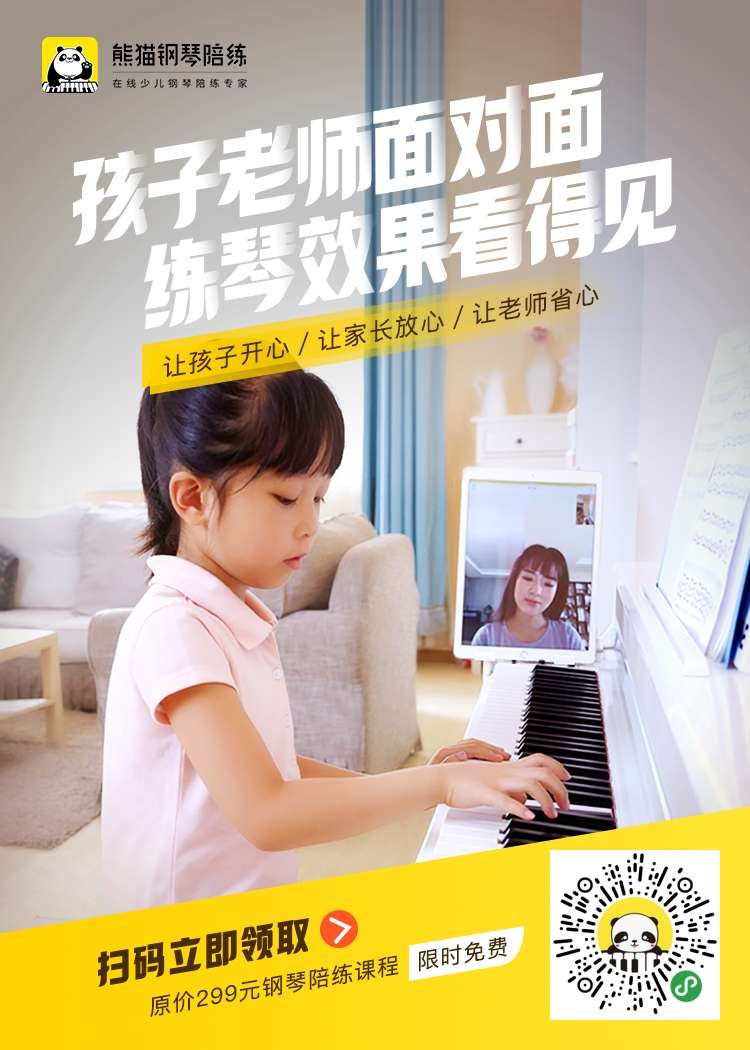 熊猫钢琴陪练
在线少儿钢琴陪练专家
孩子老师面对面
练琴效果看得见
让孩子开心 / 让家长放心 / 让老师省心
扫码立即领取
原价299元钢琴陪练课程 限时免费